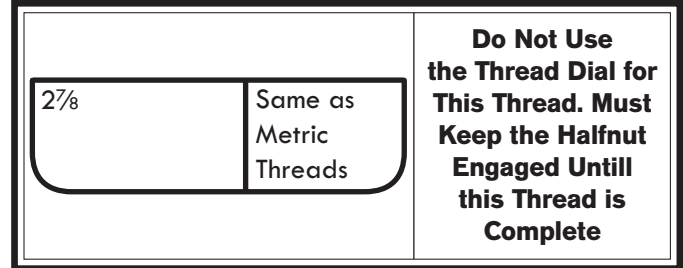 2⅞
Same as
Metric
Threads
Do Not Use
the Thread Dial for
This Thread. Must
Keep the Halfnut
Engaged Untill
this Thread is
Complete